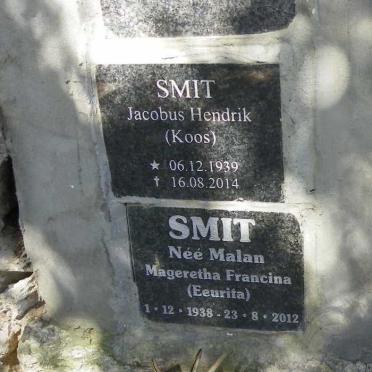 SMIT
Jacobus Hendrik
(Koos)
★ 06.12.1939
† 16.08.2014
SMIT
Néé Malan
Mageretha Francina
(Eeurita)
1 · 12 · 1938 - 23 · 8 · 2012